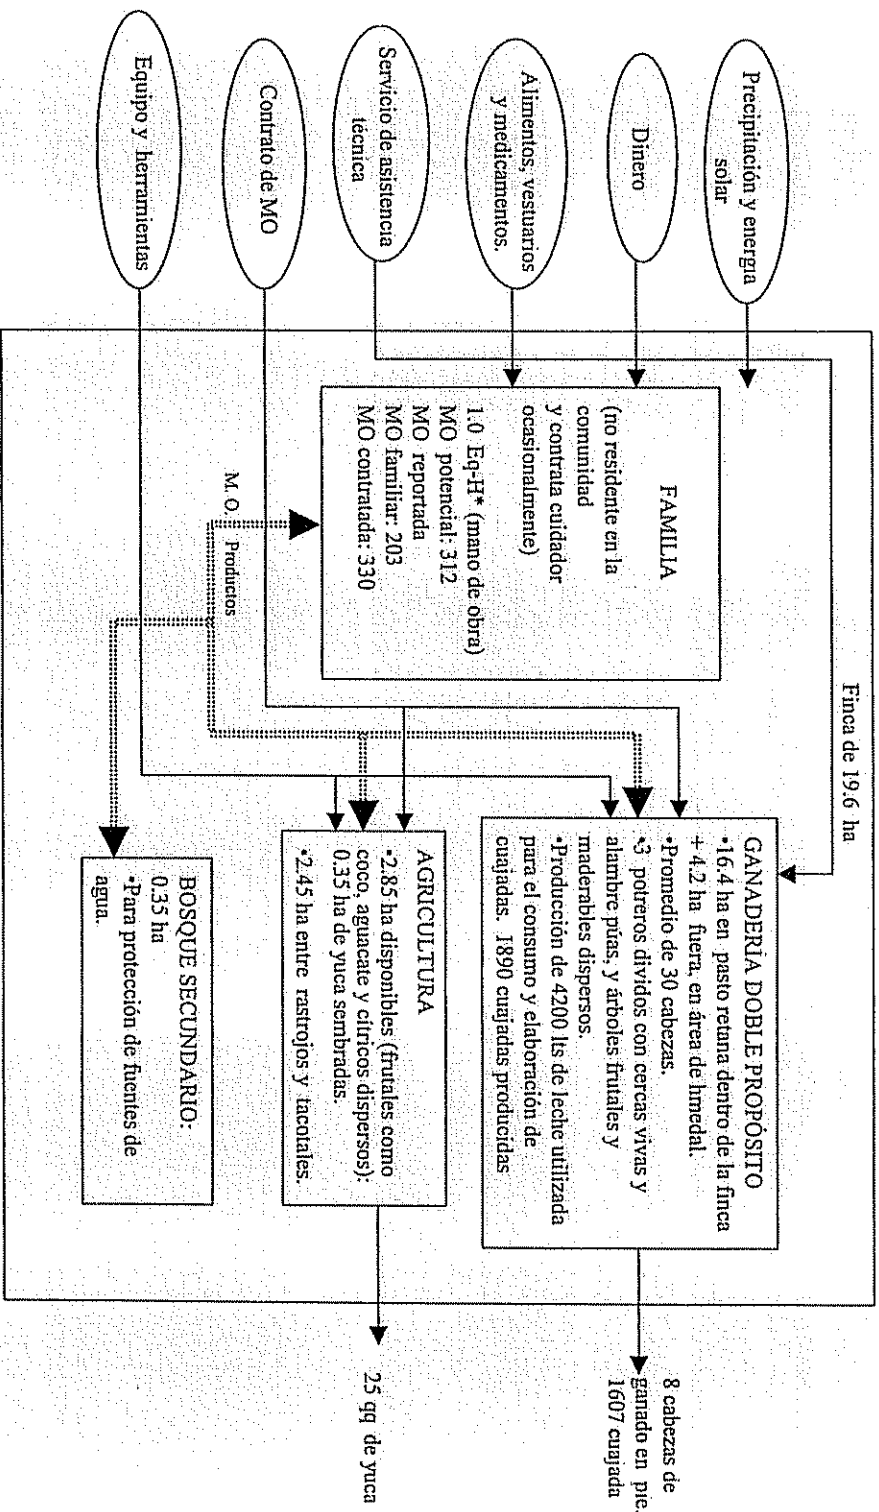 Precipitación y energia
solar
Dinero
Alimentos, vestuarios
y medicamentos.
Servicio de asistencia
técnica
Contrato de MO
Equipo y herramientas
Finca de 19.6 ha
FAMILIA
(no residente en la
comunidad
y contrata cuidador
ocasionalmente)
1.0 Eq-H* (mano de obra)
MO potencial: 312
MO reportada
MO familiar: 203
MO contratada: 330
M. O. Productos
GANADERÍA DOBLE PROPÓSITO
•16.4 ha en pasto retana dentro de la finca
+ 4.2 ha fuera, en área de hmedal.
•Promedio de 30 cabezas.
•3 potreros dividos con cercas vivas y
alambre púas, y árboles frutales y
maderables dispersos.
•Producción de 4200 lts de leche utilizada
para el consumo y elaboración de
cuajadas. 1890 cuajadas producidas
AGRICULTURA
•2.85 ha disponibles (frutales como
coco, aguacate y cítricos dispersos):
0.35 ha de yuca sembradas.
•2.45 ha entre rastrojos y tacotales.
BOSQUE SECUNDARIO:
0.35 ha
•Para protección de fuentes de
agua.
8 cabezas de
ganado en pie.
1607 cuajada
25 qq de yuca